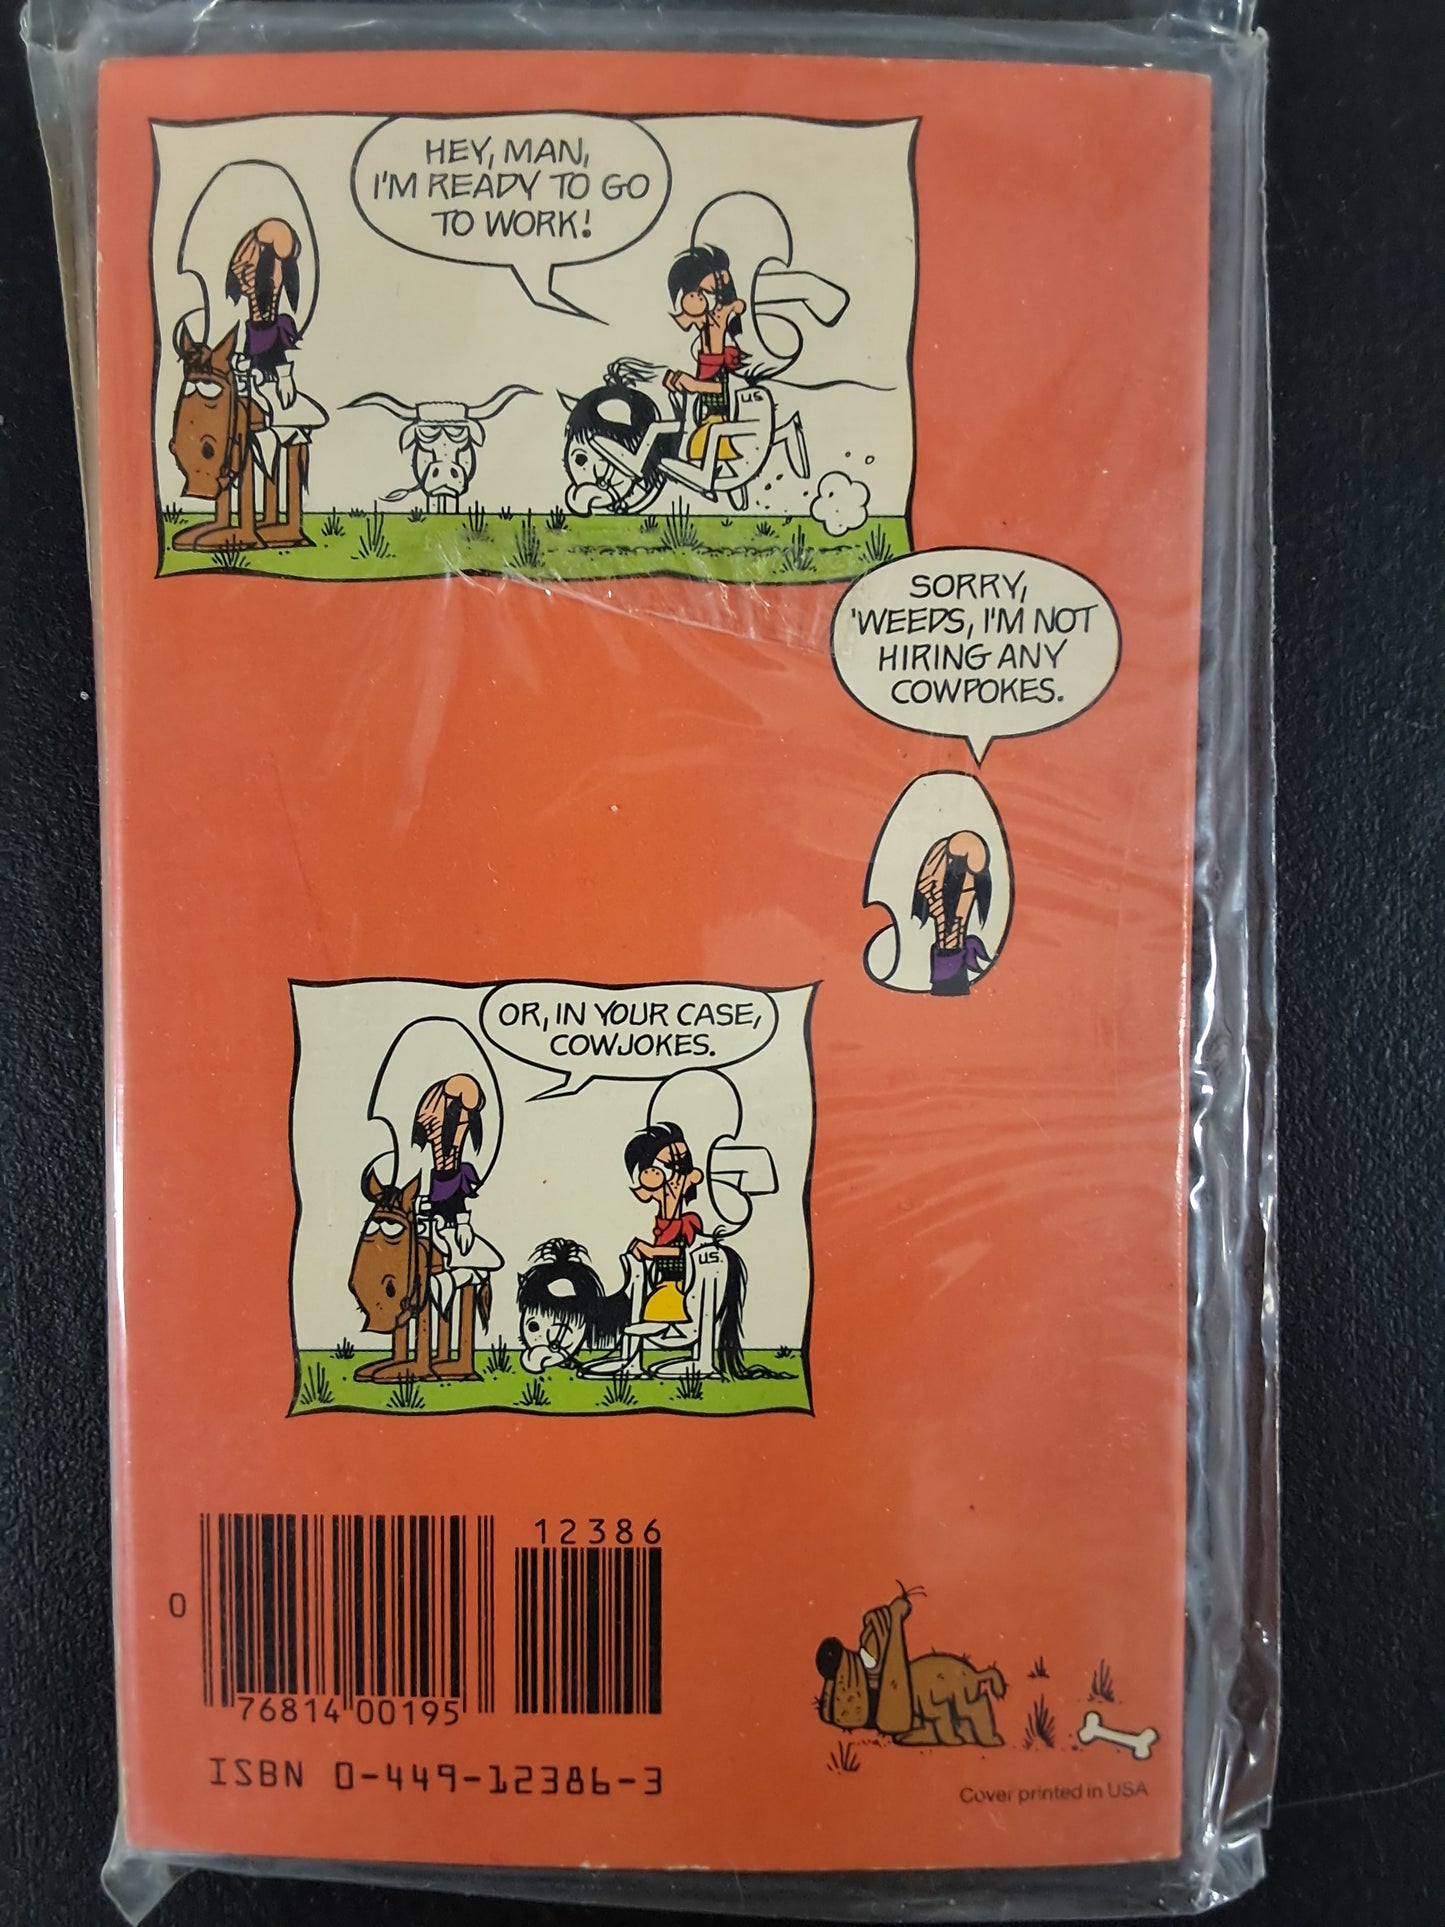 HEY, MAN,
I'M READY TO GO
TO WORK!
U.S
SORRY,
'WEEDS, I'M NOT
HIRING ANY
COWPOKES.
OR, IN YOUR CASE,
COWJOKES.
U.S.
12386
0
76814 00195
ISBN 0-449-12386-3
Cover printed in USA